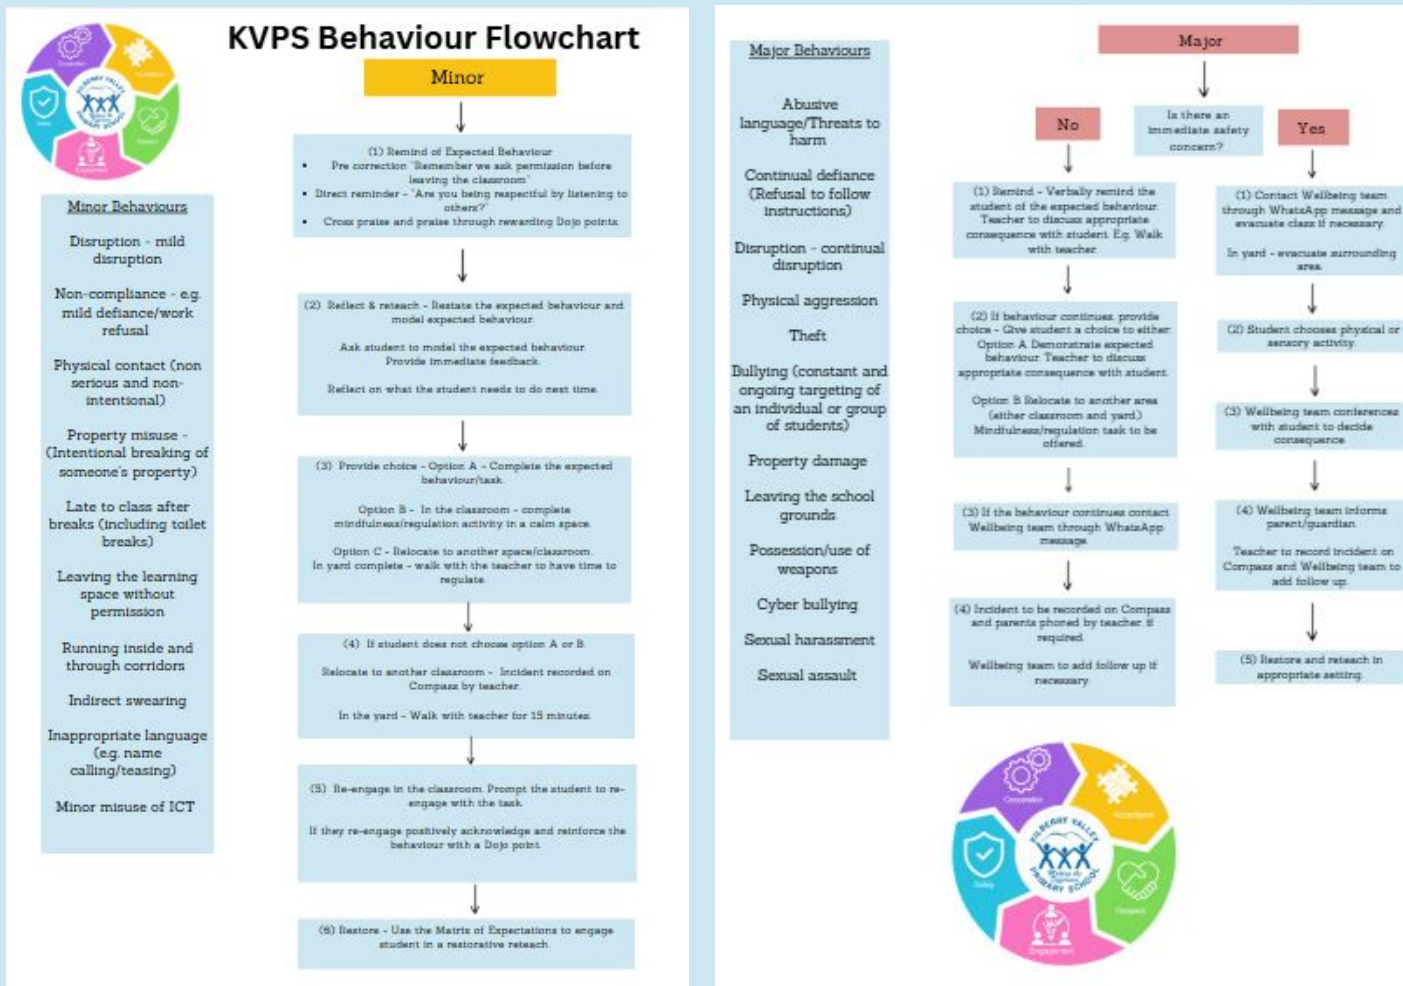 KVPS Behaviour Flowchart
Minor
Cooperation
Acceptance
Safety
Respect
Engagement
KILBERRY VALLEY
PRIMARY SCHOOL
Minor Behaviours
Disruption - mild
disruption
Non-compliance - e.g.
mild defiance/work
refusal
Physical contact (non
serious and non-
intentional)
Property misuse -
(Intentional breaking of
someone's property)
Late to class after
breaks (including toilet
breaks)
Leaving the learning
space without
permission
Running inside and
through corridors
Indirect swearing
Inappropriate language
(e.g. name
calling/teasing)
Minor misuse of ICT
(1) Remind of Expected Behaviour
• Pre correction "Remember we ask permission before
leaving the classroom"
• Direct reminder - "Are you being respectful by listening to
others?"
• Cross praise and praise through rewarding Dojo points.
(2) Reflect & reteach - Restate the expected behaviour and
model expected behaviour.
Ask student to model the expected behaviour.
Provide immediate feedback.
Reflect on what the student needs to do next time.
(3) Provide choice - Option A - Complete the expected
behaviour/task.
Option B - In the classroom - complete
mindfulness/regulation activity in a calm space.
Option C - Relocate to another space/classroom.
In yard complete - walk with the teacher to have time to
regulate.
(4) If student does not choose option A or B.
Relocate to another classroom - Incident recorded on
Compass by teacher.
In the yard - Walk with teacher for 15 minutes.
(5) Re-engage in the classroom. Prompt the student to re-
engage with the task.
If they re-engage positively acknowledge and reinforce the
behaviour with a Dojo point.
(6) Restore - Use the Matrix of Expectations to engage
student in a restorative reteach.
Major Behaviours
Abusive
language/Threats to
harm
Continual defiance
(Refusal to follow
instructions)
Disruption - continual
disruption
Physical aggression
Theft
Bullying (constant and
ongoing targeting of
an individual or group
of students)
Property damage
Leaving the school
grounds
Possession/use of
weapons
Cyber bullying
Sexual harassment
Sexual assault
Major
Is there an
immediate safety
concern?
No
(1) Remind - Verbally remind the
student of the expected behaviour.
Teacher to discuss appropriate
consequence with student. E.g. Walk
with teacher.
(2) If behaviour continues, provide
choice - Give student a choice to either:
Option A Demonstrate expected
behaviour. Teacher to discuss
appropriate consequence with student.
Option B Relocate to another area
(either classroom and yard.)
Mindfulness/regulation task to be
offered.
(3) If the behaviour continues contact
Wellbeing team through WhatsApp
message.
(4) Incident to be recorded on Compass
and parents phoned by teacher, if
required.
Wellbeing team to add follow up if
necessary.
Yes
(1) Contact Wellbeing team
through WhatsApp message and
evacuate class if necessary.
In yard - evacuate surrounding
area.
(2) Student chooses physical or
sensory activity.
(3) Wellbeing team conferences
with student to decide
consequence.
(4) Wellbeing team informs
parent/guardian.
Teacher to record incident on
Compass and Wellbeing team to
add follow up.
(5) Restore and reteach in
appropriate setting.
Cooperation
Acceptance
Safety
Respect
Engagement
KILBERRY VALLEY
PRIMARY SCHOOL